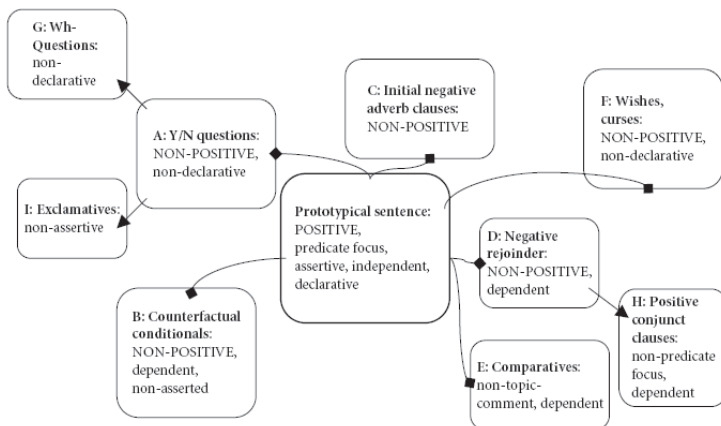 G: Wh-
Questions:
non-
declarative
A: Y/N questions:
NON-POSITIVE,
non-declarative
I: Exclamatives:
non-assertive
C: Initial negative
adverb clauses:
NON-POSITIVE
F: Wishes,
curses:
NON-POSITIVE,
non-declarative
Prototypical sentence:
POSITIVE,
predicate focus,
assertive, independent,
declarative
D: Negative
rejoinder:
NON-POSITIVE,
dependent
B: Counterfactual
conditionals:
NON-POSITIVE,
dependent,
non-asserted
E: Comparatives:
non-topic-
comment, dependent
H: Positive
conjunct
clauses:
non-predicate
focus,
dependent